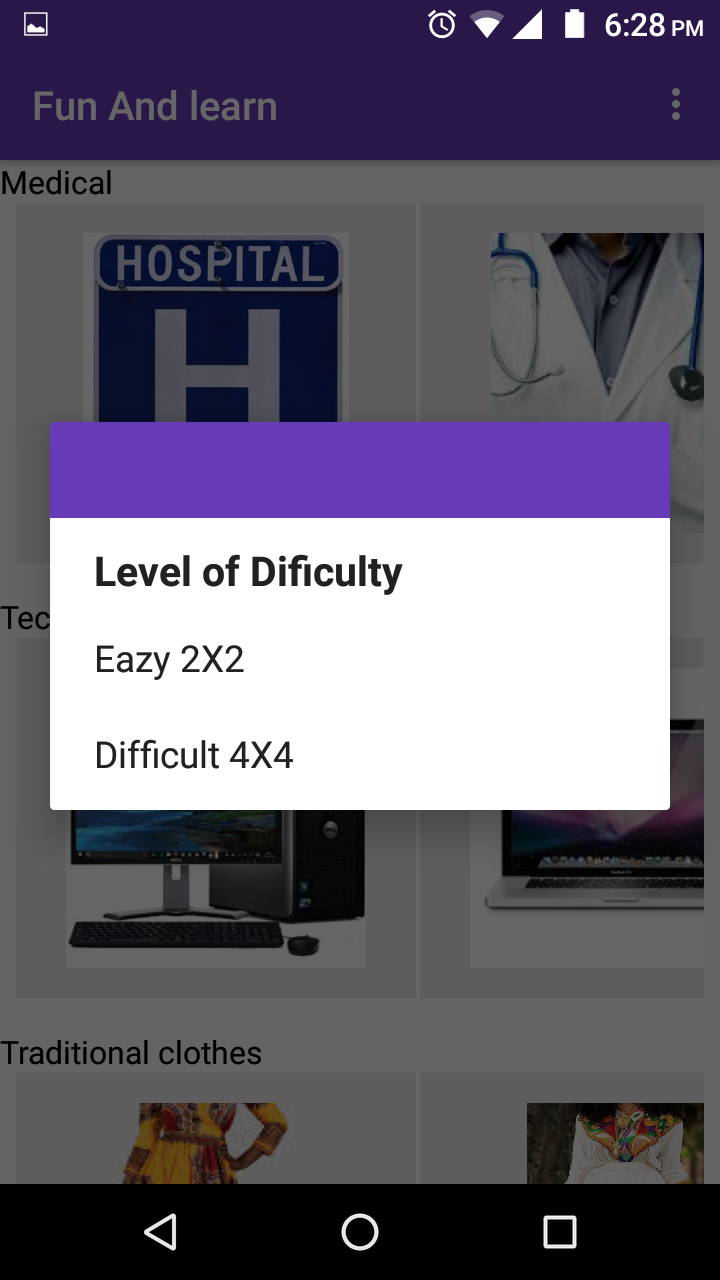 6:28 PM
Fun And learn
Medical
HOSPITAL
H
Level of Dificulty
Tec
Eazy 2X2
Difficult 4X4
Traditional clothes